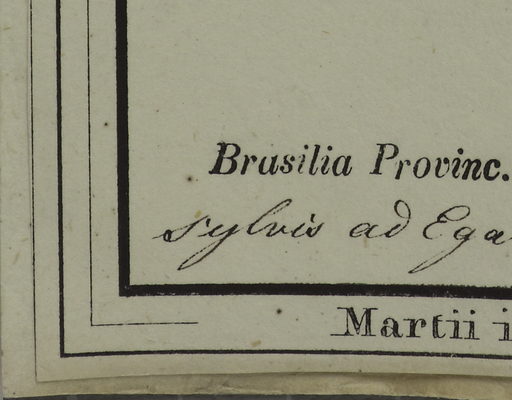 Brasilia Provinc.
sylvis ad Ega
Martii i